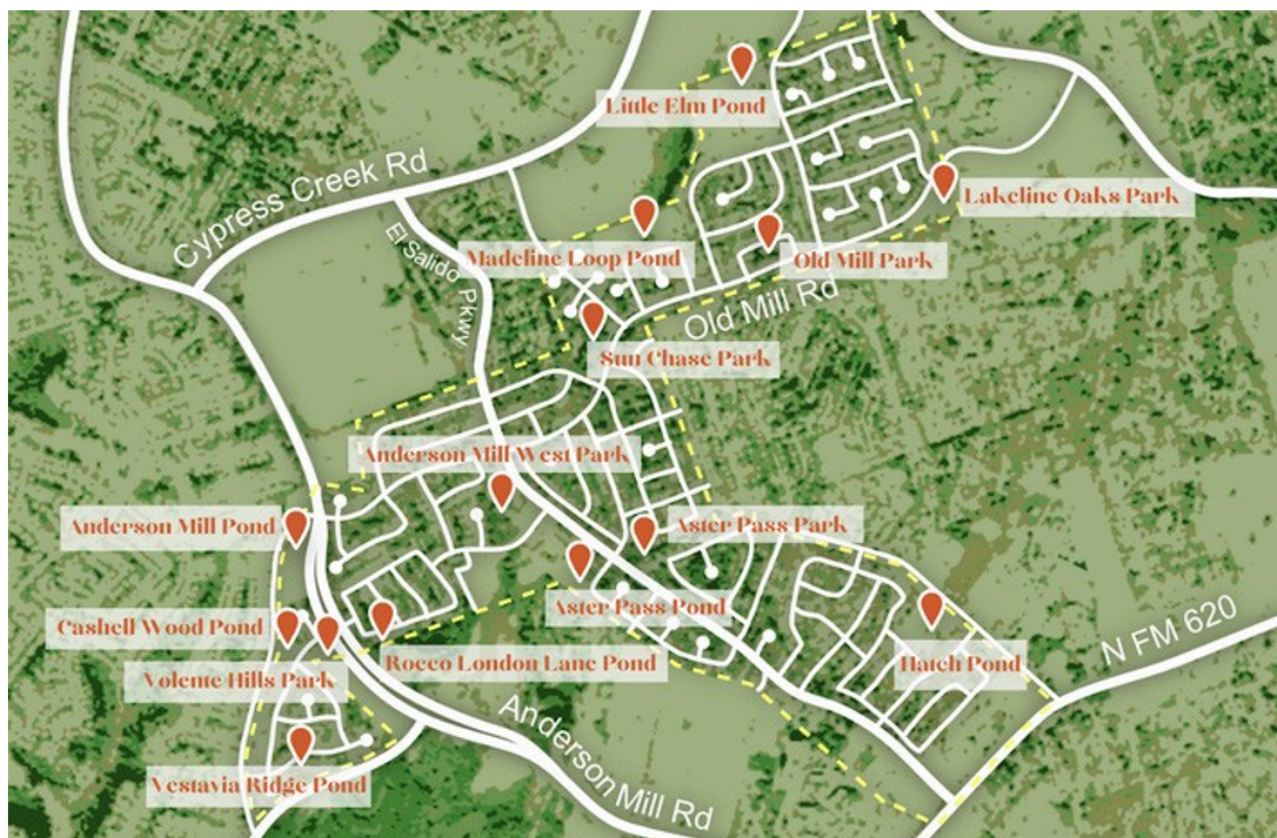 Little Elm Pond
Cypress Creek Rd
Lakeline Oaks Park
El Salido Pkwy
Madeline Loop Pond
Old Mill Park
Old Mill Rd
Sun Chase Park
Anderson Mill West Park
Anderson Mill Pond
Aster Pass Park
Aster Pass Pond
Cashell Wood Pond
N FM 620
Rocco London Lane Pond
Hatch Pond
Volente Hills Park
Anderson Mill Rd
Vestavia Ridge Pond